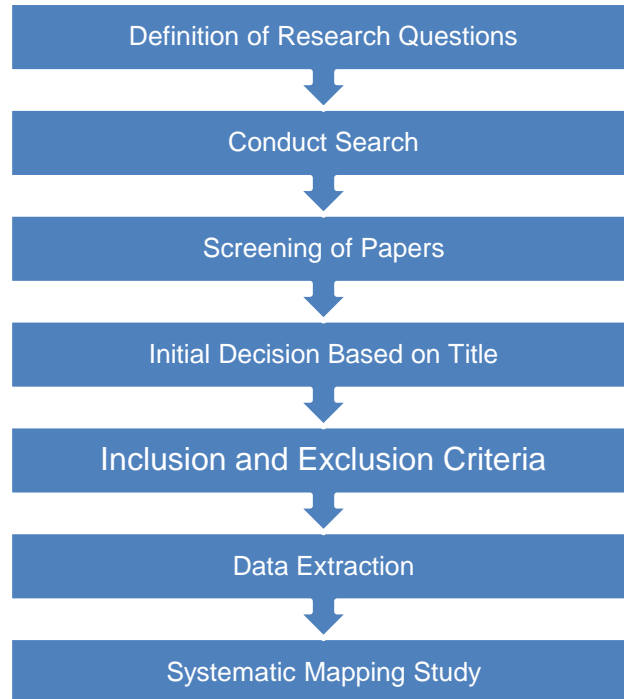 Definition of Research Questions
Conduct Search
Screening of Papers
Initial Decision Based on Title
Inclusion and Exclusion Criteria
Data Extraction
Systematic Mapping Study